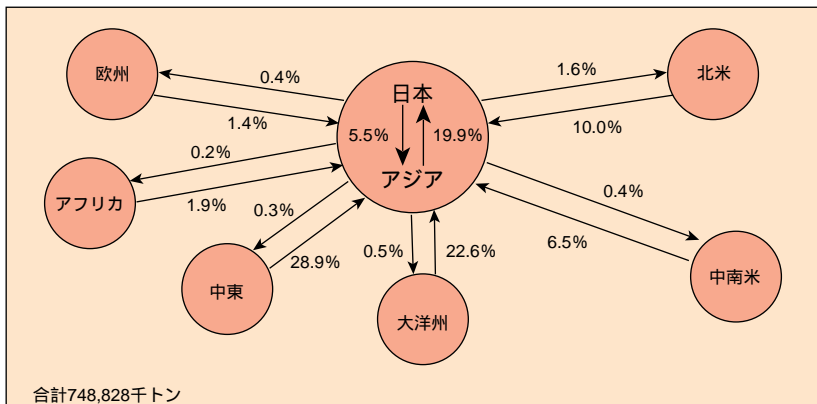 欧州
0.4%
1.4%
日本
5.5%
19.9%
アジア
1.6%
10.0%
北米
0.2%
アフリカ
1.9%
0.3%
28.9%
中東
0.5%
22.6%
大洋州
0.4%
6.5%
中南米
合計748,828千トン